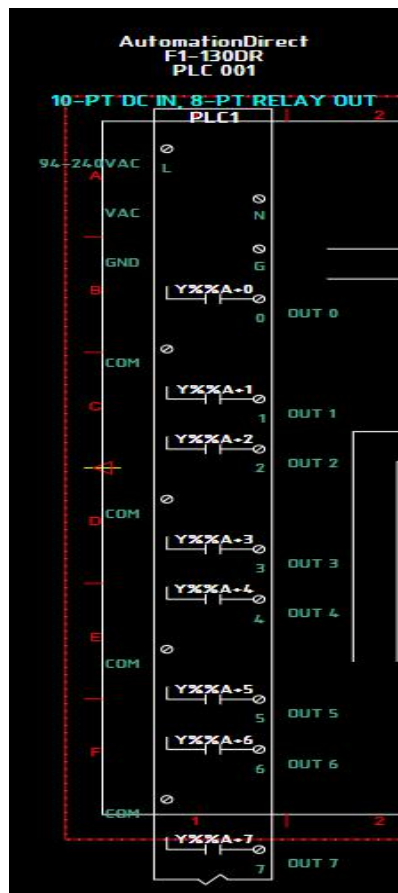 AutomationDirect
F1-130DR
PLC 001
10-PT DC IN, 8-PT RELAY OUT
PLC1
2
94-240VAC
A
L
VAC
N
GND
G
B
Y%%A+0
0
OUT 0
COM
C
Y%%A+1
1
OUT 1
Y%%A+2
2
OUT 2
COM
D
Y%%A+3
3
OUT 3
Y%%A+4
4
OUT 4
E
COM
Y%%A+5
5
OUT 5
F
Y%%A+6
6
OUT 6
COM
1
2
Y%%A+7
7
OUT 7